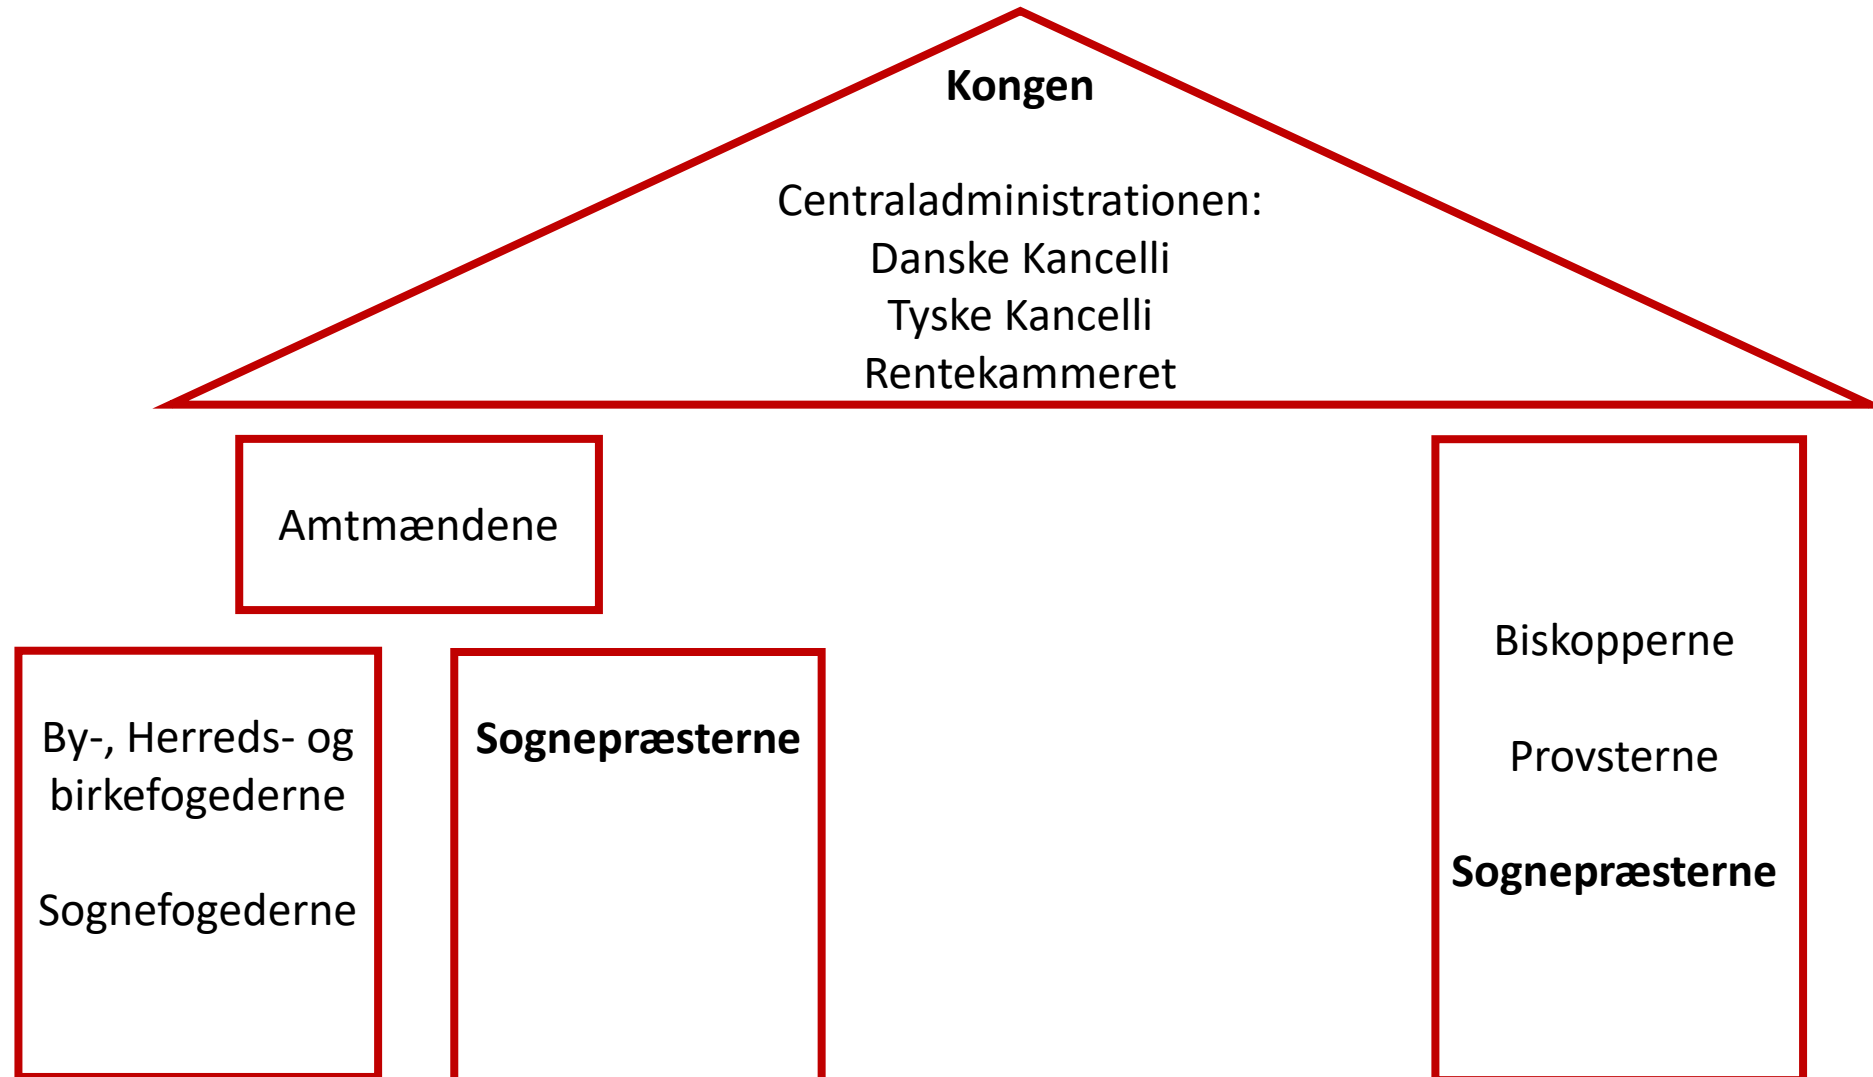 Kongen
Centraladministrationen:
Danske Kancelli
Tyske Kancelli
Rentekammeret
Amtmændene
By-, Herreds- og
birkefogederne
Sognefogederne
Sognepræsterne
Biskopperne
Provsterne
Sognepræsterne